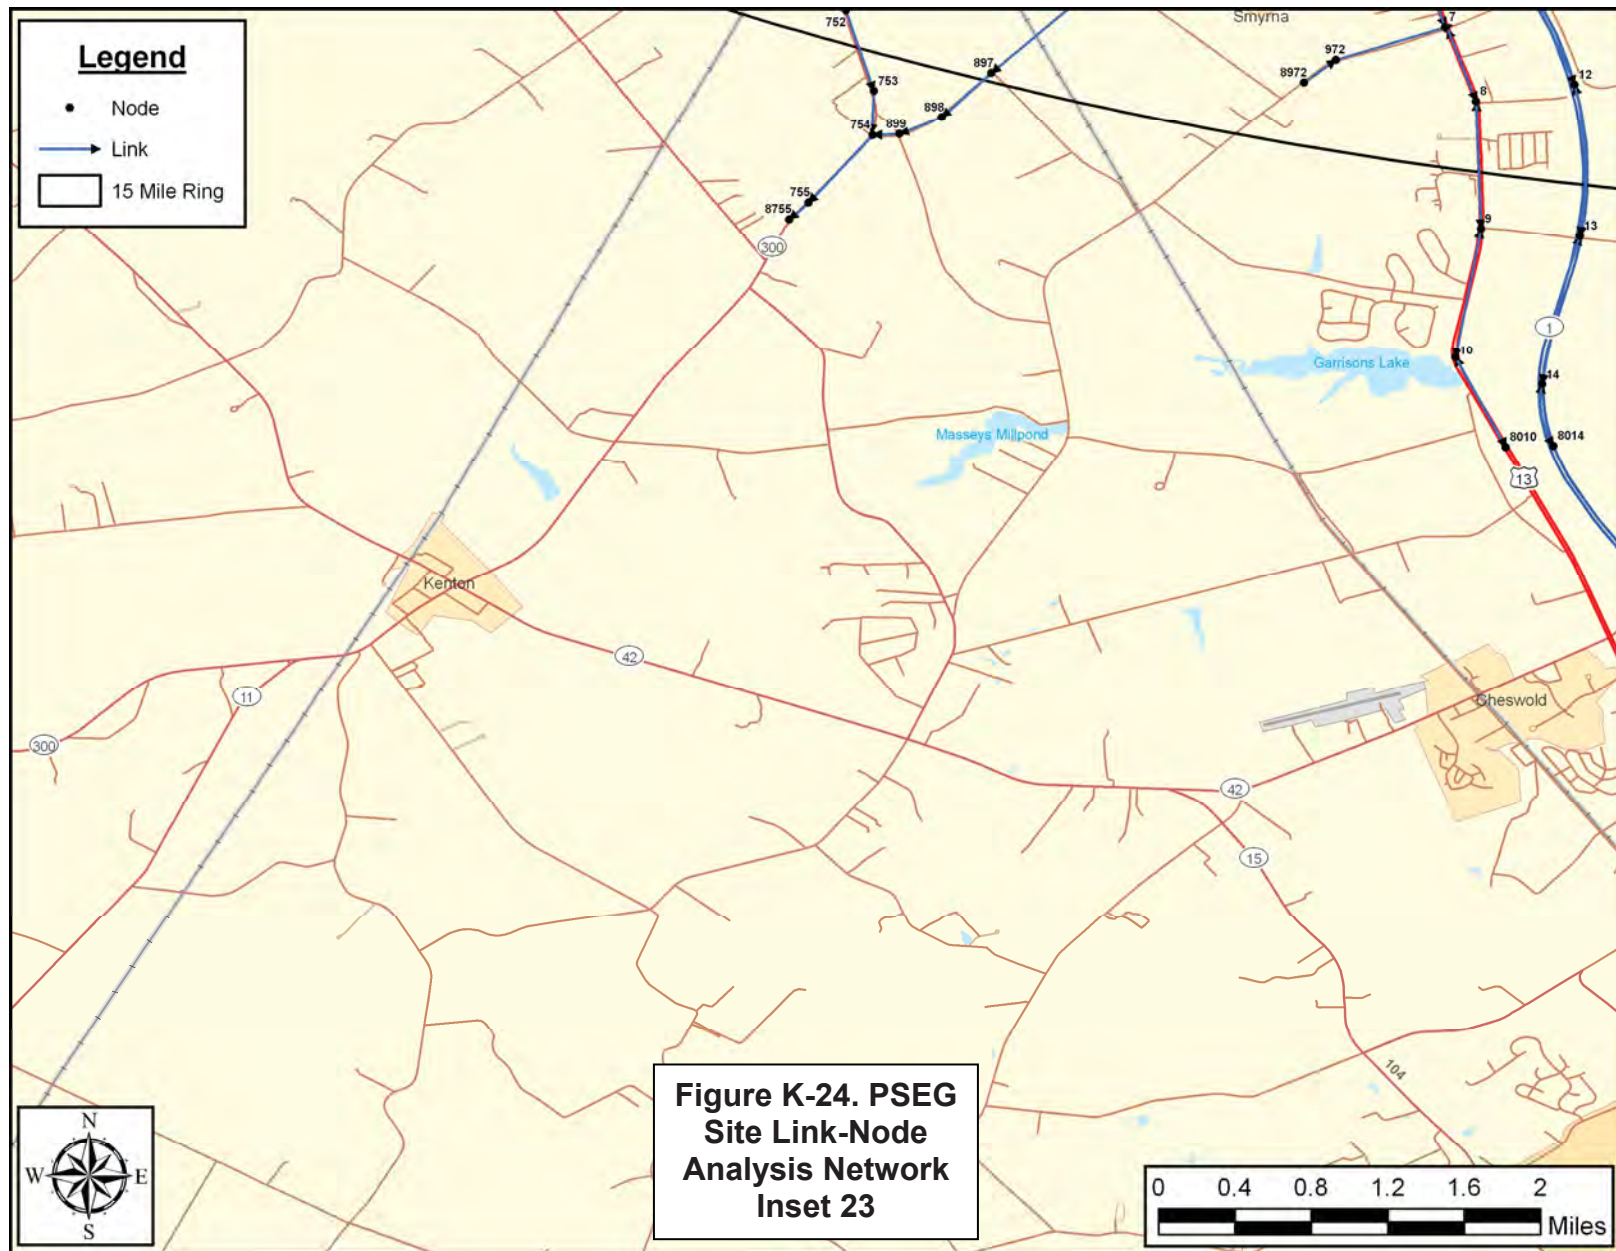 Legend
Node
Link
15 Mile Ring
752
753
754
899
898
897
755
8755
300
Smyrna
7
972
8972
8
12
9
13
10
1
14
8010
8014
13
Garrisons Lake
Masseys Millpond
Kenton
42
11
300
Cheswold
42
15
104
Figure K-24. PSEG
Site Link-Node
Analysis Network
Inset 23
N
W
E
S
0 0.4 0.8 1.2 1.6 2
Miles